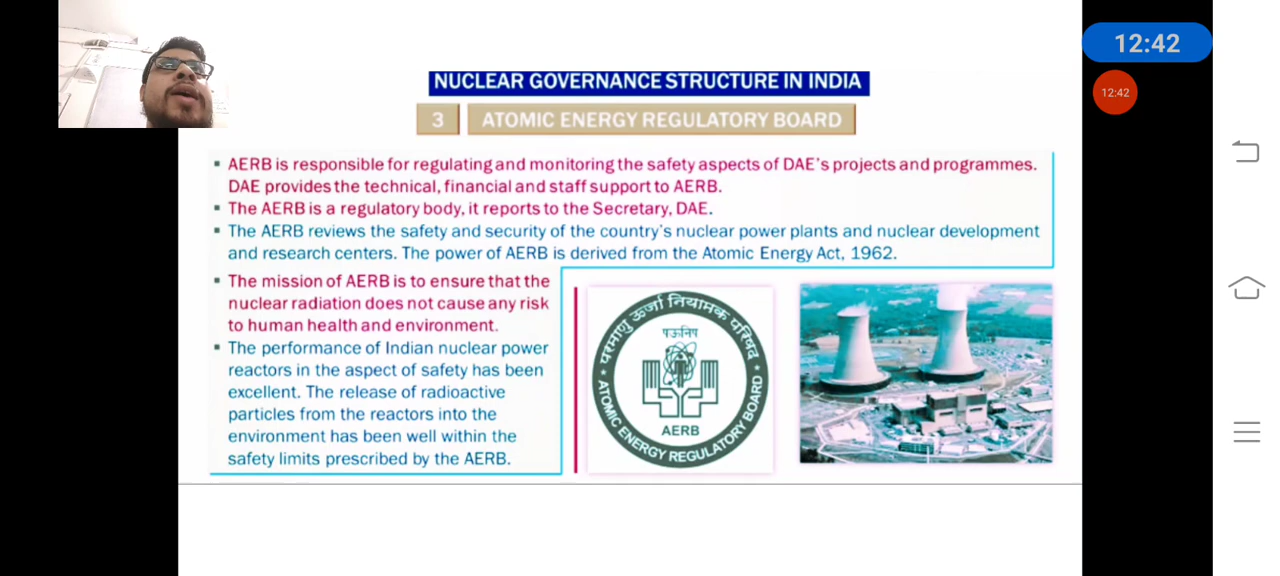 12:42
12:42
NUCLEAR GOVERNANCE STRUCTURE IN INDIA
3 ATOMIC ENERGY REGULATORY BOARD
▪ AERB is responsible for regulating and monitoring the safety aspects of DAE's projects and programmes.
DAE provides the technical, financial and staff support to AERB.
▪ The AERB is a regulatory body, it reports to the Secretary, DAE.
▪ The AERB reviews the safety and security of the country's nuclear power plants and nuclear development
and research centers. The power of AERB is derived from the Atomic Energy Act, 1962.
▪ The mission of AERB is to ensure that the
nuclear radiation does not cause any risk
to human health and environment.
▪ The performance of Indian nuclear power
reactors in the aspect of safety has been
excellent. The release of radioactive
particles from the reactors into the
environment has been well within the
safety limits prescribed by the AERB.
परमाणु ऊर्जा नियामक परिषद
पऊनिप
AERB
ATOMIC ENERGY REGULATORY BOARD